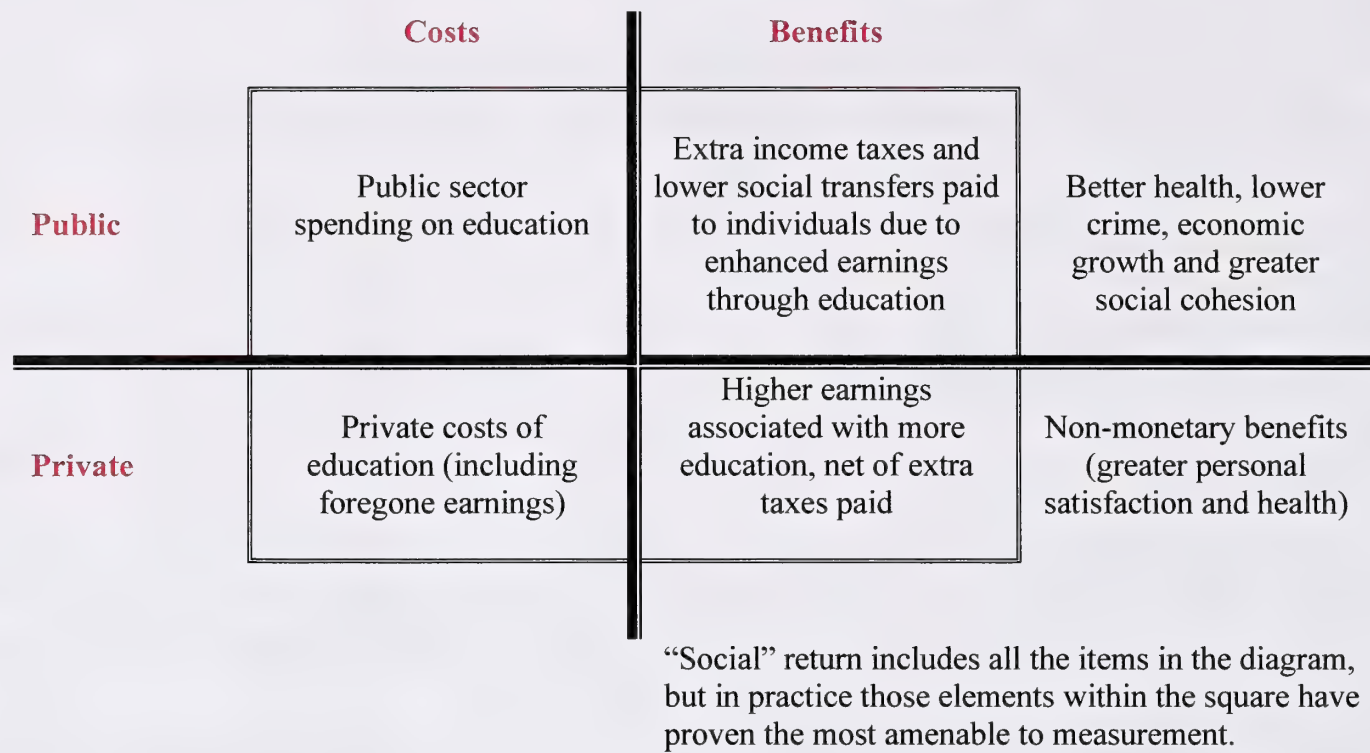 Costs
Benefits
Public
Public sector
spending on education
Extra income taxes and
lower social transfers paid
to individuals due to
enhanced earnings
through education
Better health, lower
crime, economic
growth and greater
social cohesion
Private
Private costs of
education (including
foregone earnings)
Higher earnings
associated with more
education, net of extra
taxes paid
Non-monetary benefits
(greater personal
satisfaction and health)
“Social” return includes all the items in the diagram,
but in practice those elements within the square have
proven the most amenable to measurement.